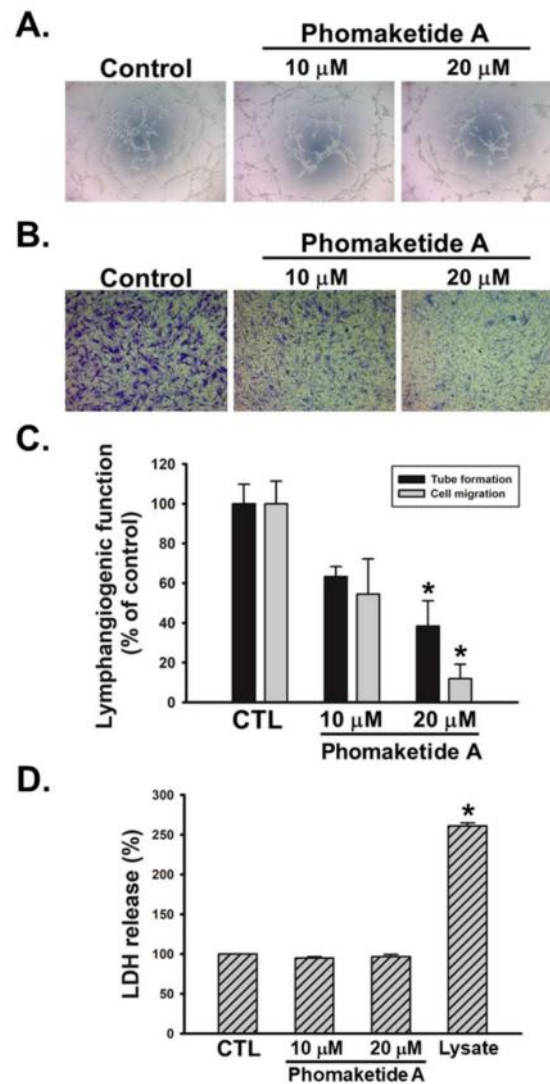 A.
Phomaketide A
Control 10 μM 20 μM
B.
Phomaketide A
Control 10 μM 20 μM
C.
Lymphangiogenic function
(% of control)
120
100
80
60
40
20
0
Tube formation
Cell migration
*
*
CTL 10 μM 20 μM
Phomaketide A
D.
LDH release (%)
300
250
200
150
100
50
0
*
CTL 10 μM 20 μM Lysate
Phomaketide A